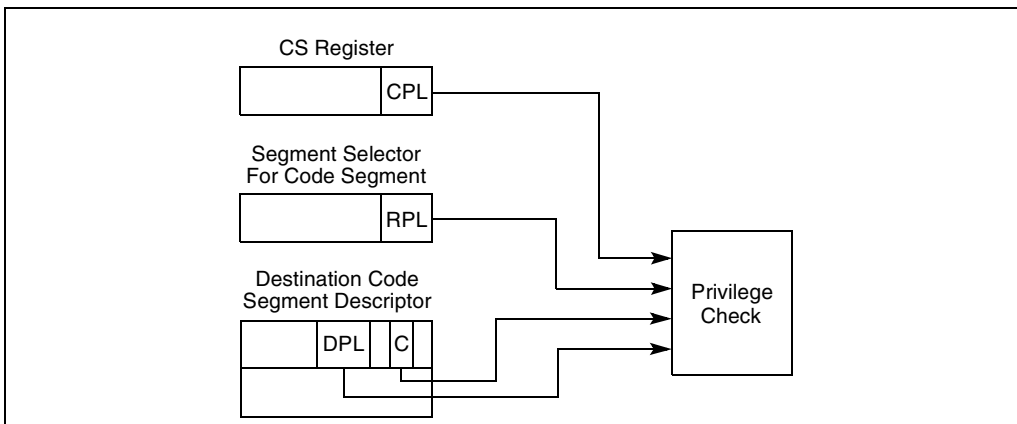 CS Register
CPL
Segment Selector
For Code Segment
RPL
Destination Code
Segment Descriptor
DPL
C
Privilege
Check